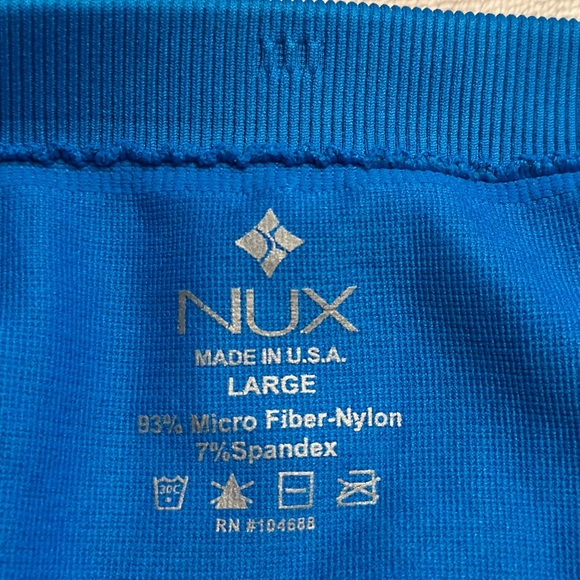 NUX
MADE IN U.S.A.
LARGE
93% Micro Fiber-Nylon
7%Spandex
30C
RN #104688